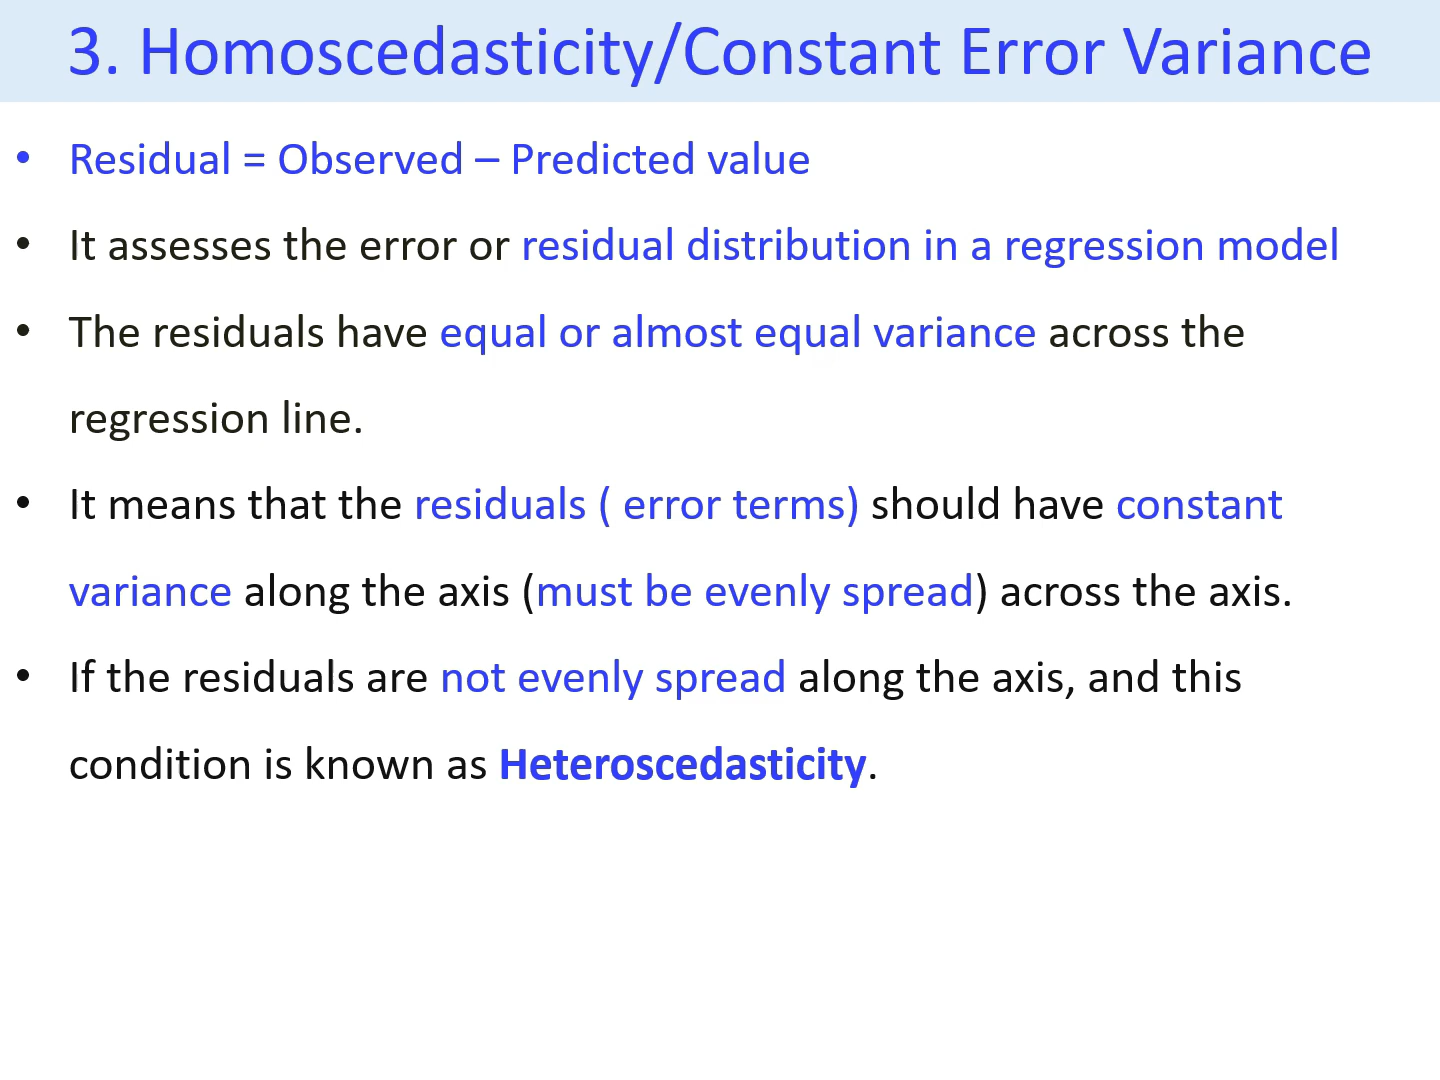 3. Homoscedasticity/Constant Error Variance
• Residual = Observed – Predicted value
• It assesses the error or residual distribution in a regression model
• The residuals have equal or almost equal variance across the
regression line.
• It means that the residuals ( error terms) should have constant
variance along the axis (must be evenly spread) across the axis.
• If the residuals are not evenly spread along the axis, and this
condition is known as Heteroscedasticity.